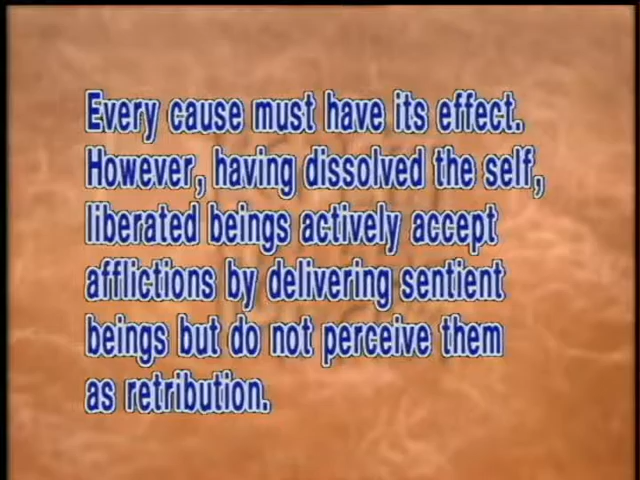 Every cause must have its effect.
However, having dissolved the self,
liberated beings actively accept
afflictions by delivering sentient
beings but do not perceive them
as retribution.